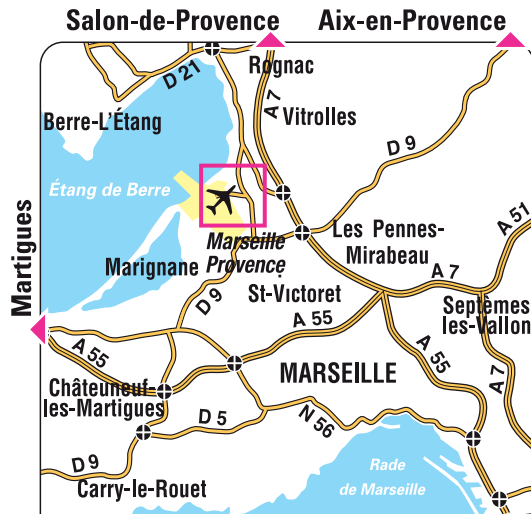 Salon-de-Provence
Aix-en-Provence
D 21
Rognac
A 7
Vitrolles
Berre-L'Étang
D 9
Étang de Berre
A 51
Les Pennes-
Mirabeau
Marseille
Provence
Marignane
Martigues
D 9
St-Victoret
A 7
Septèmes
les-Vallon
A 55
A 55
A 55
MARSEILLE
A 7
Châteuneuf-
les-Martigues
D 5
N 56
D 9
Carry-le-Rouet
Rade
de Marseille